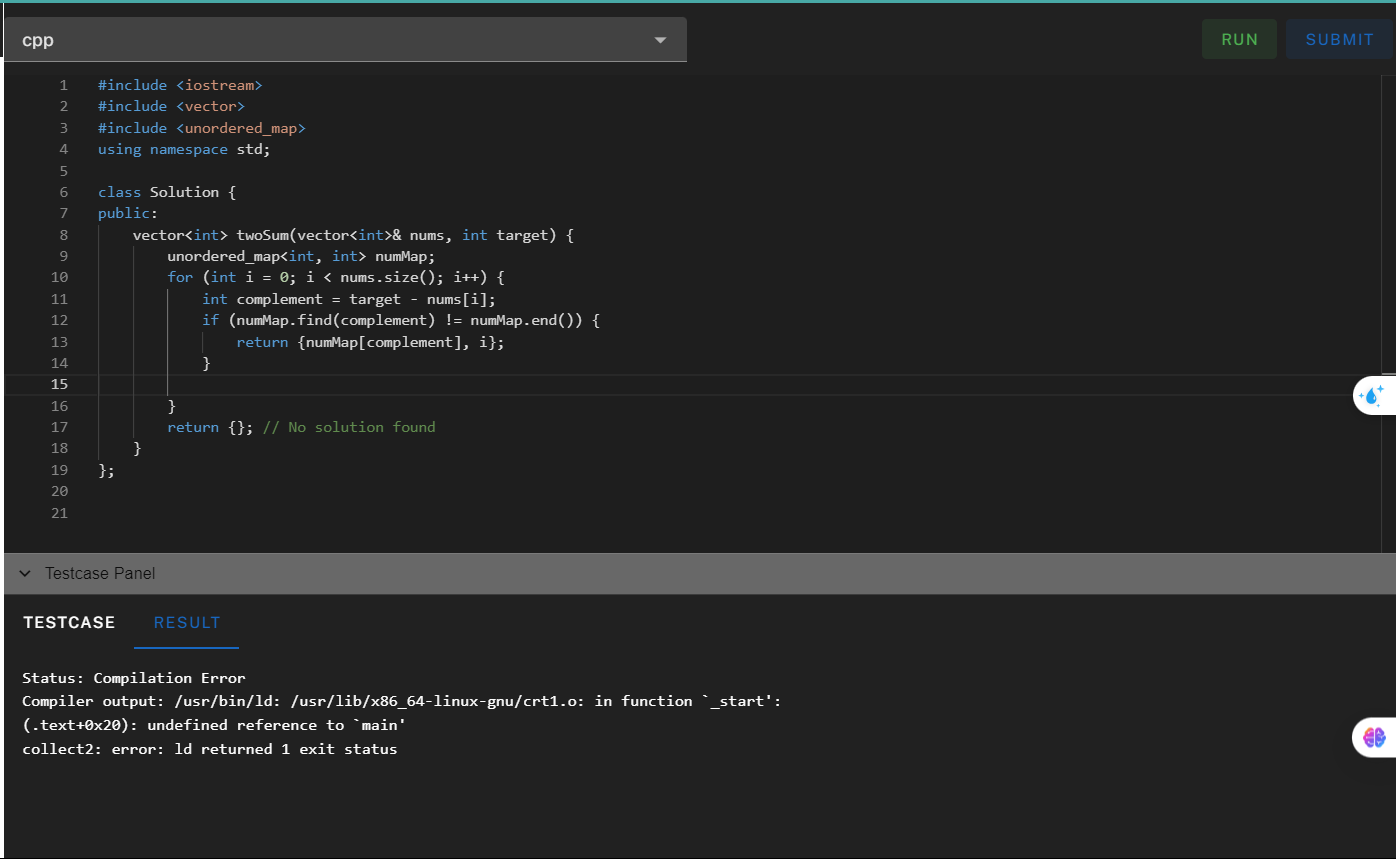 cpp
RUN
SUBMIT
1 #include <iostream>
2 #include <vector>
3 #include <unordered_map>
4 using namespace std;
5
6 class Solution {
7 public:
8     vector<int> twoSum(vector<int>& nums, int target) {
9         unordered_map<int, int> numMap;
10         for (int i = 0; i < nums.size(); i++) {
11             int complement = target - nums[i];
12             if (numMap.find(complement) != numMap.end()) {
13                 return {numMap[complement], i};
14             }
15
16         }
17         return {}; // No solution found
18     }
19 };
20
21
Testcase Panel
TESTCASE
RESULT
Status: Compilation Error
Compiler output: /usr/bin/ld: /usr/lib/x86_64-linux-gnu/crt1.o: in function `_start':
(.text+0x20): undefined reference to `main'
collect2: error: ld returned 1 exit status